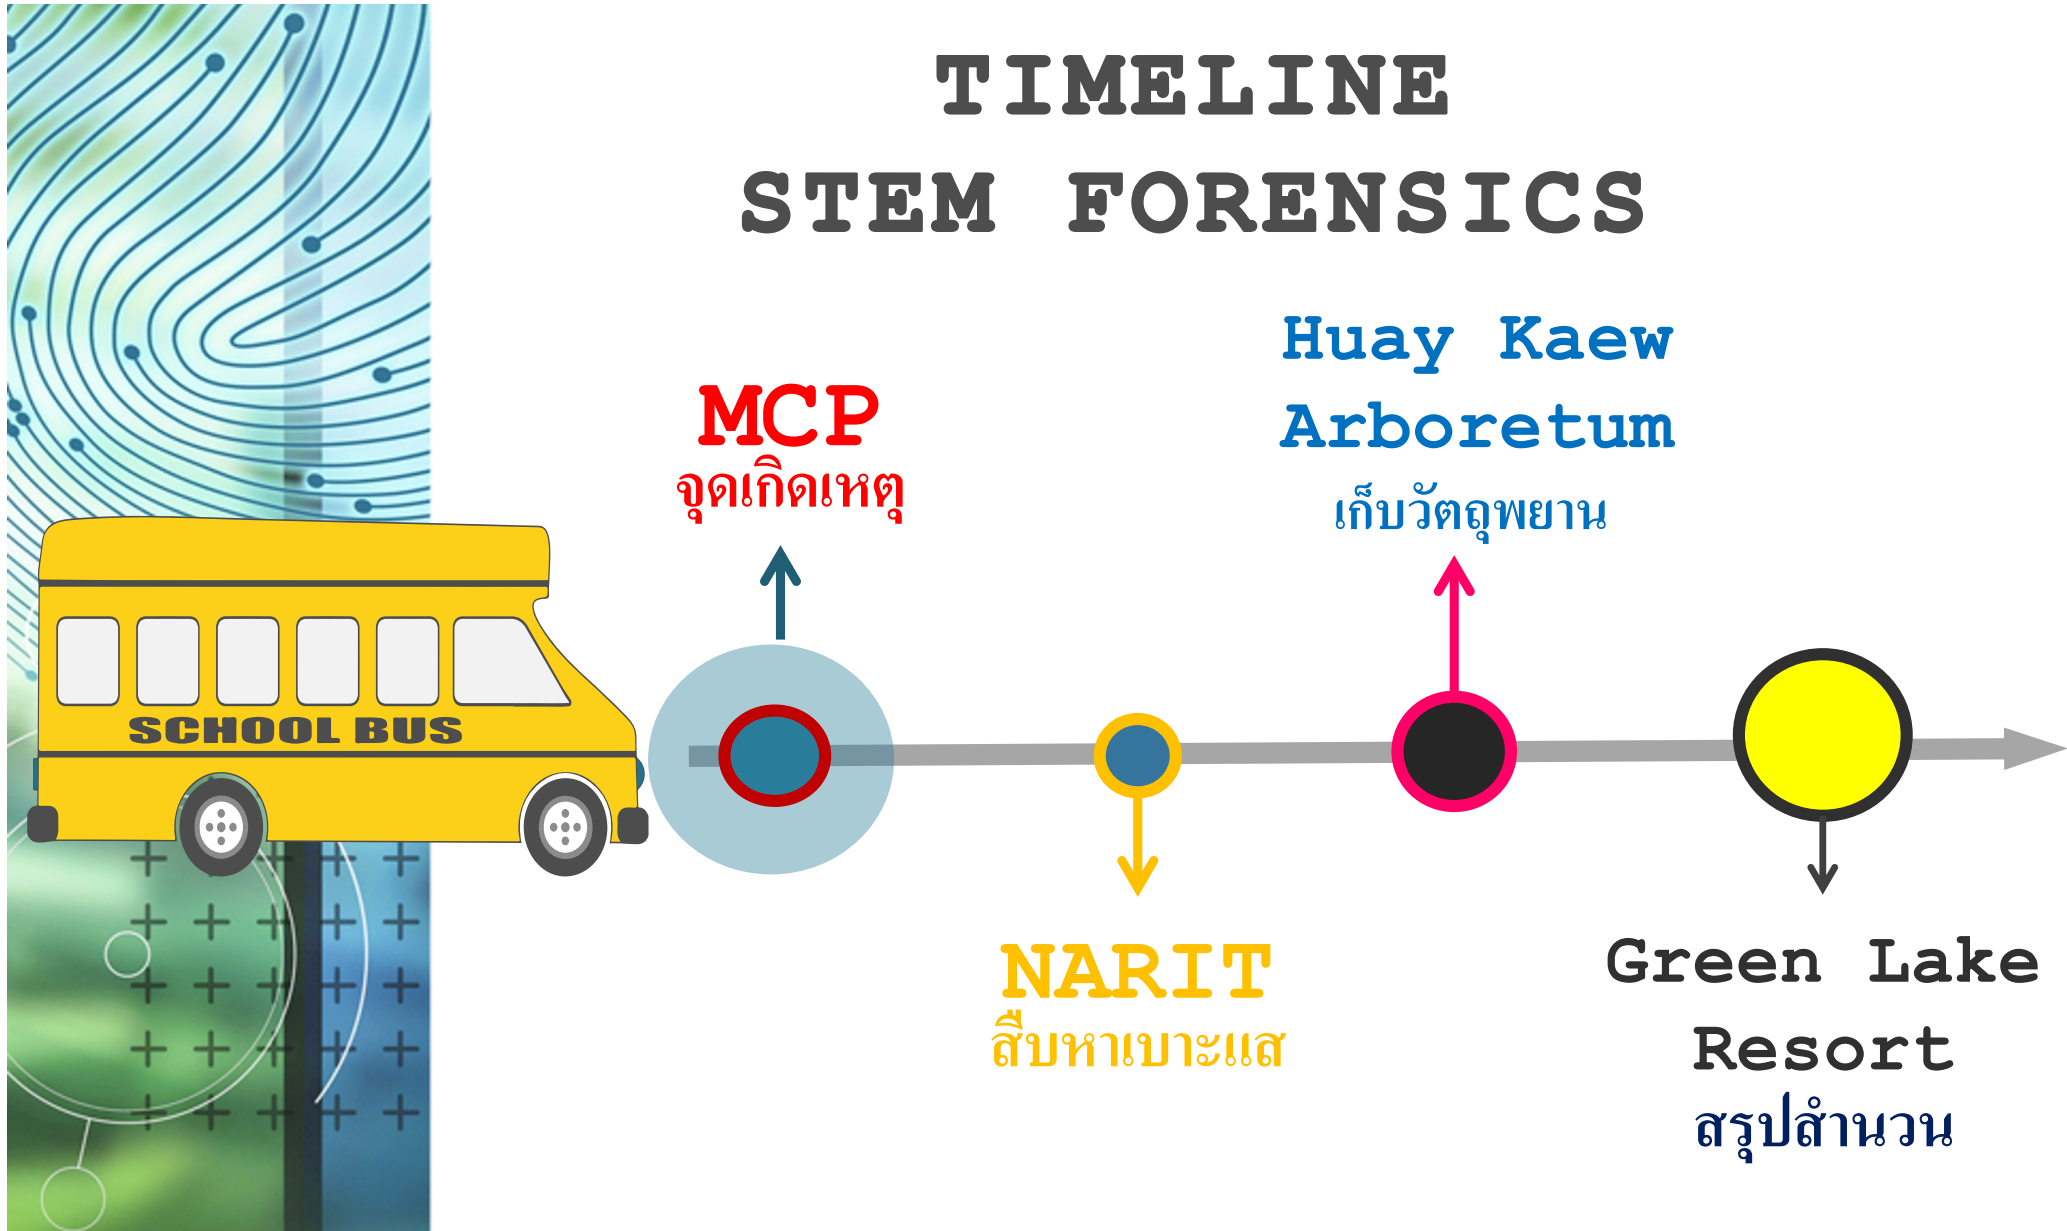 TIMELINE
STEM FORENSICS
Huay Kaew
Arboretum
เก็บวัตถุพยาน
MCP
จุดเกิดเหตุ
SCHOOL BUS
NARIT
สืบหาเบาะแส
Green Lake
Resort
สรุปสำนวน